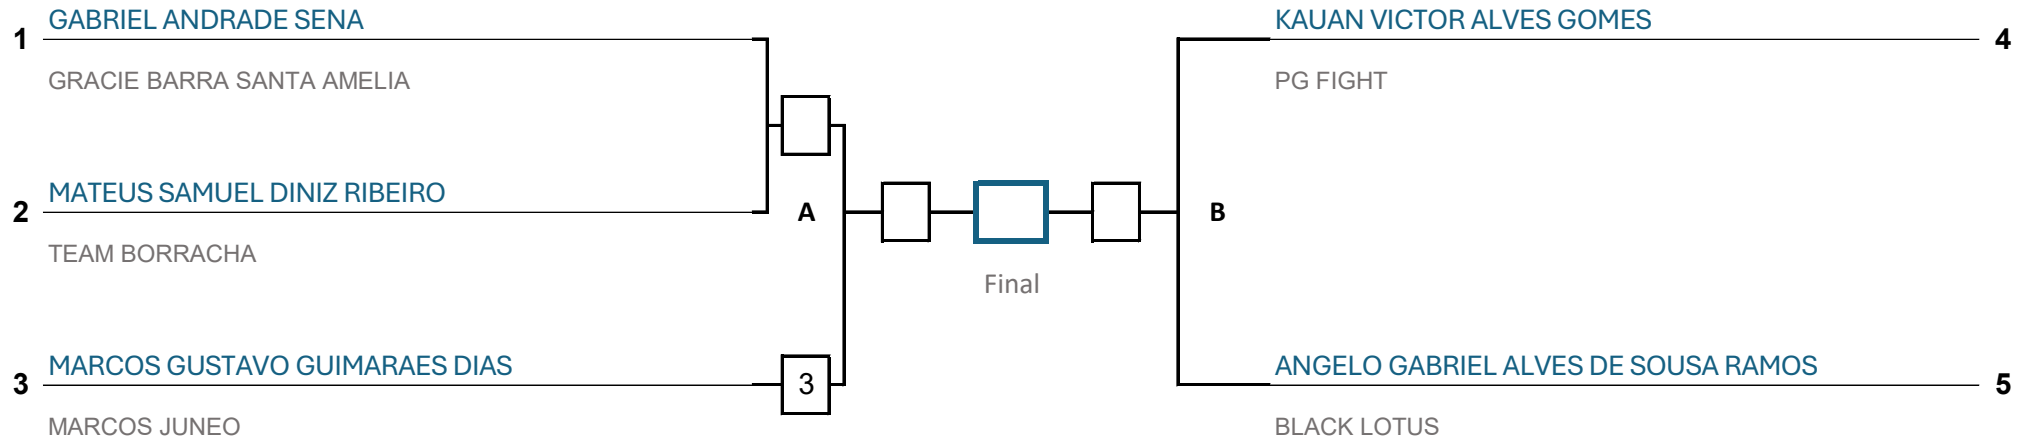 GABRIEL ANDRADE SENA
1
GRACIE BARRA SANTA AMELIA
MATEUS SAMUEL DINIZ RIBEIRO
2
TEAM BORRACHA
A
MARCOS GUSTAVO GUIMARAES DIAS
3
3
MARCOS JUNEO
Final
KAUAN VICTOR ALVES GOMES
4
PG FIGHT
B
ANGELO GABRIEL ALVES DE SOUSA RAMOS
5
BLACK LOTUS